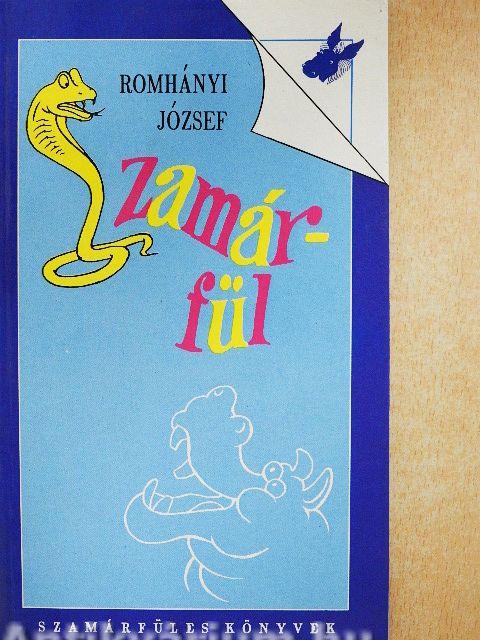 ROMHÁNYI
JÓZSEF
Szamár-
fül
SZAMÁRFÜLES KÖNYVEK